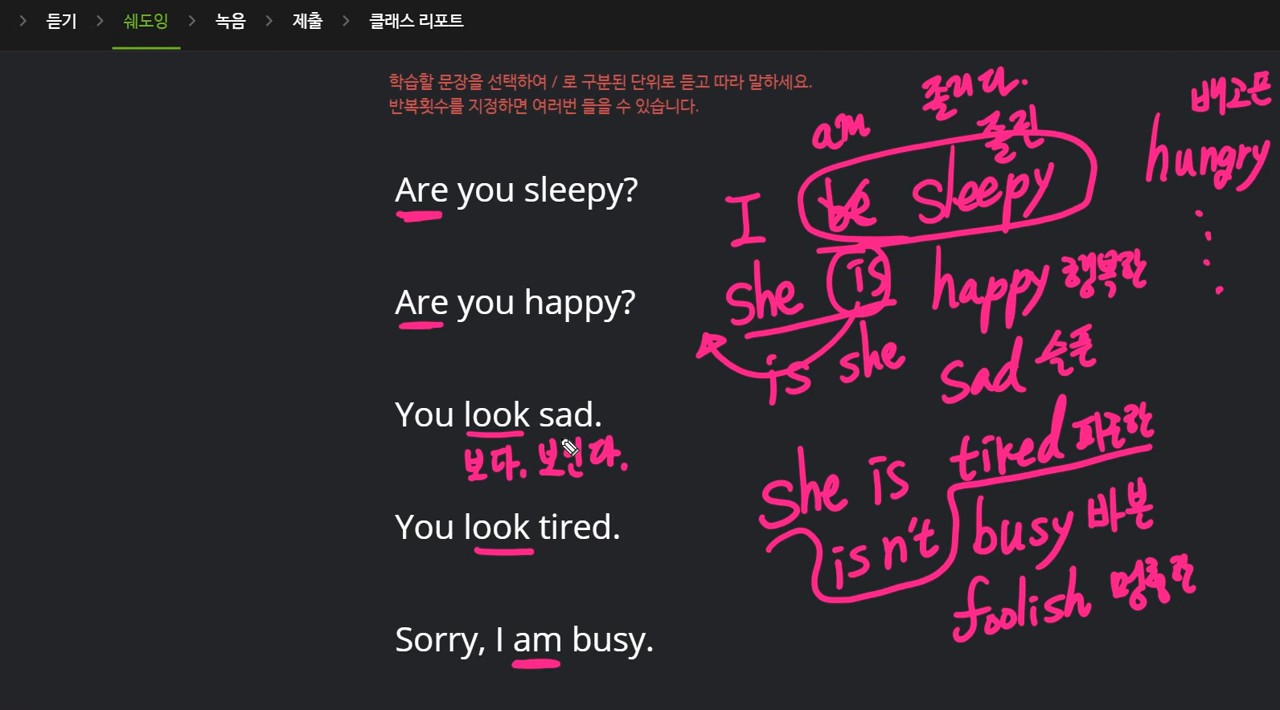 > 듣기 > 쉐도잉 > 녹음 > 제출 > 클래스 리포트
학습할 문장을 선택하여 / 로 구분된 단위로 듣고 따라 말하세요.
반복횟수를 지정하면 여러번 들을 수 있습니다.
Are you sleepy?
Are you happy?
You look sad.
보다. 보인다.
You look tired.
Sorry, I am busy.
졸리다.
am 졸린
I be sleepy
배고픈
hungry
she is happy 행복한
is she
sad 슬픈
She is tired 피곤한
isn't busy 바쁜
foolish 멍청한